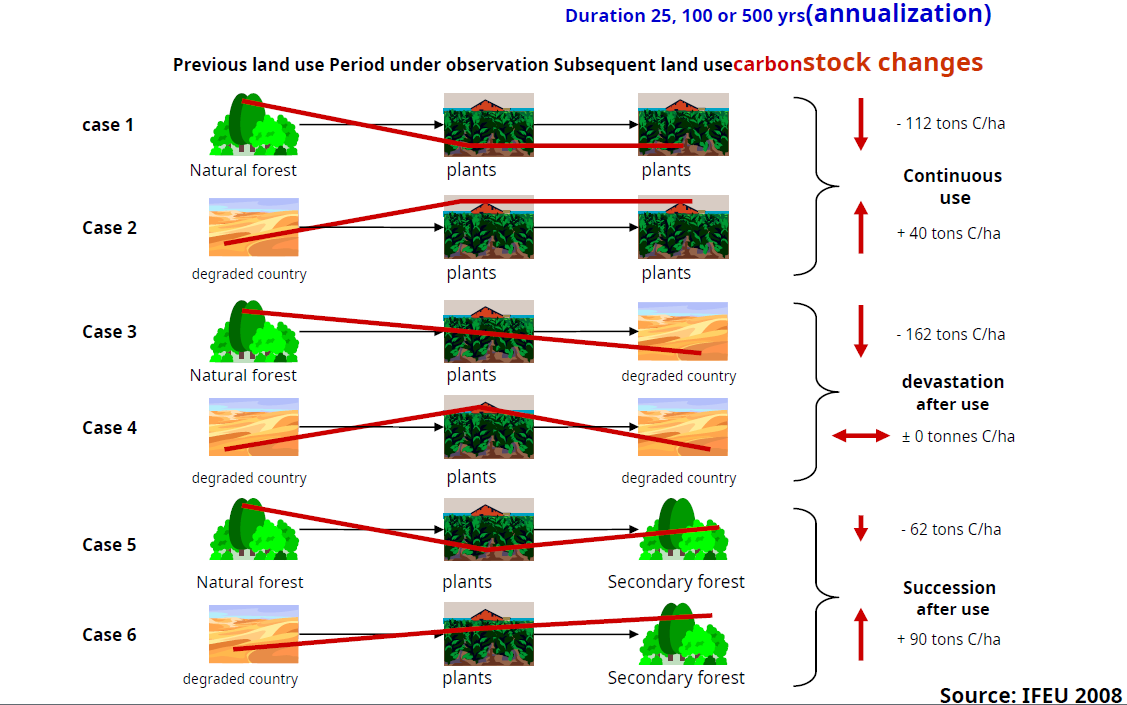 Duration 25, 100 or 500 yrs(annualization)
Previous land use Period under observation Subsequent land usecarbonstock changes
case 1
Natural forest
plants
plants
- 112 tons C/ha
Continuous
use
Case 2
degraded country
plants
plants
+ 40 tons C/ha
Case 3
Natural forest
plants
degraded country
-162 tons C/ha
devastation
after use
Case 4
degraded country
plants
degraded country
± 0 tonnes C/ha
Case 5
Natural forest
plants
Secondary forest
- 62 tons C/ha
Succession
after use
Case 6
degraded country
plants
Secondary forest
+ 90 tons C/ha
Source: IFEU 2008